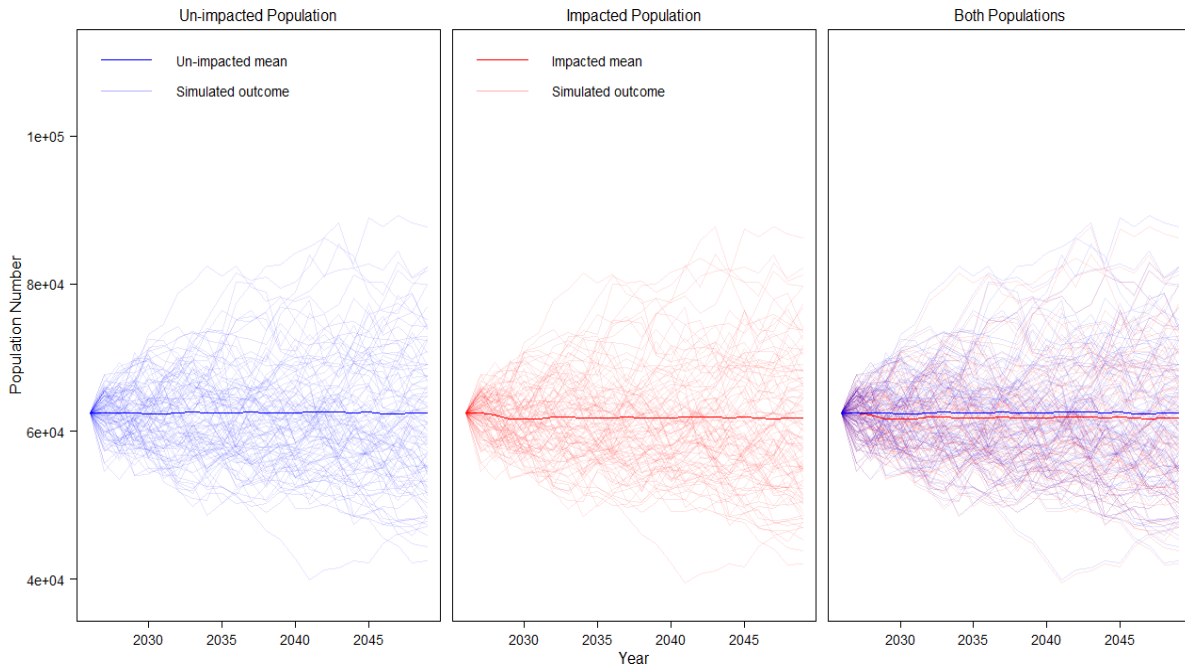 Un-impacted Population
Impacted Population
Both Populations
Un-impacted mean
Simulated outcome
Impacted mean
Simulated outcome
Population Number
1e+05
8e+04
6e+04
4e+04
2030 2035 2040 2045
2030 2035 2040 2045
2030 2035 2040 2045
Year